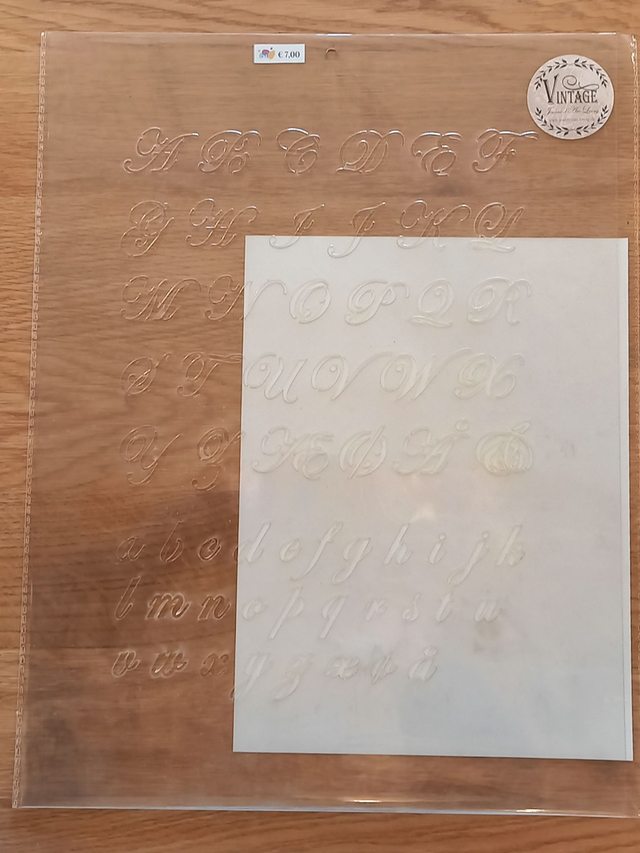 € 7.00
VINTAGE
A B C D E F
G H I J K L
M N O P Q R
S T U V W X
Y Z Æ Ø Å
a b c d e f g h i j k
l m n o p q r s t u
v w x y z æ ø å